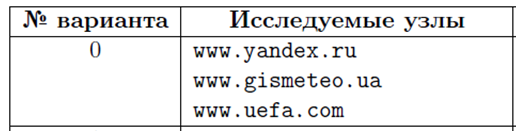 № варианта Исследуемые узлы
0 www.yandex.ru
www.gismeteo.ua
www.uefa.com